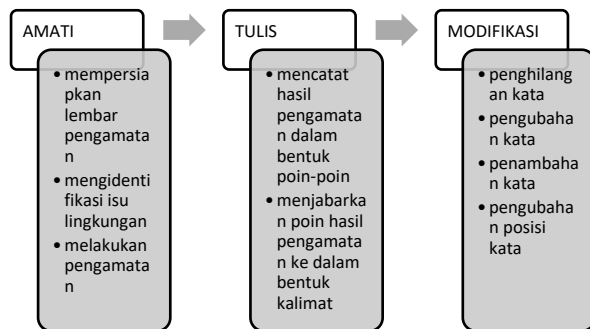 AMATI
• mempersia
pkan
lembar
pengamata
n
• mengidenti
fikasi isu
lingkungan
• melakukan
pengamata
n
TULIS
• mencatat
hasil
pengamata
n dalam
bentuk
poin-poin
• menjabarka
n poin hasil
pengamata
n ke dalam
bentuk
kalimat
MODIFIKASI
• penghilang
an kata
• pengubaha
n kata
• penambaha
n kata
• pengubaha
n posisi
kata